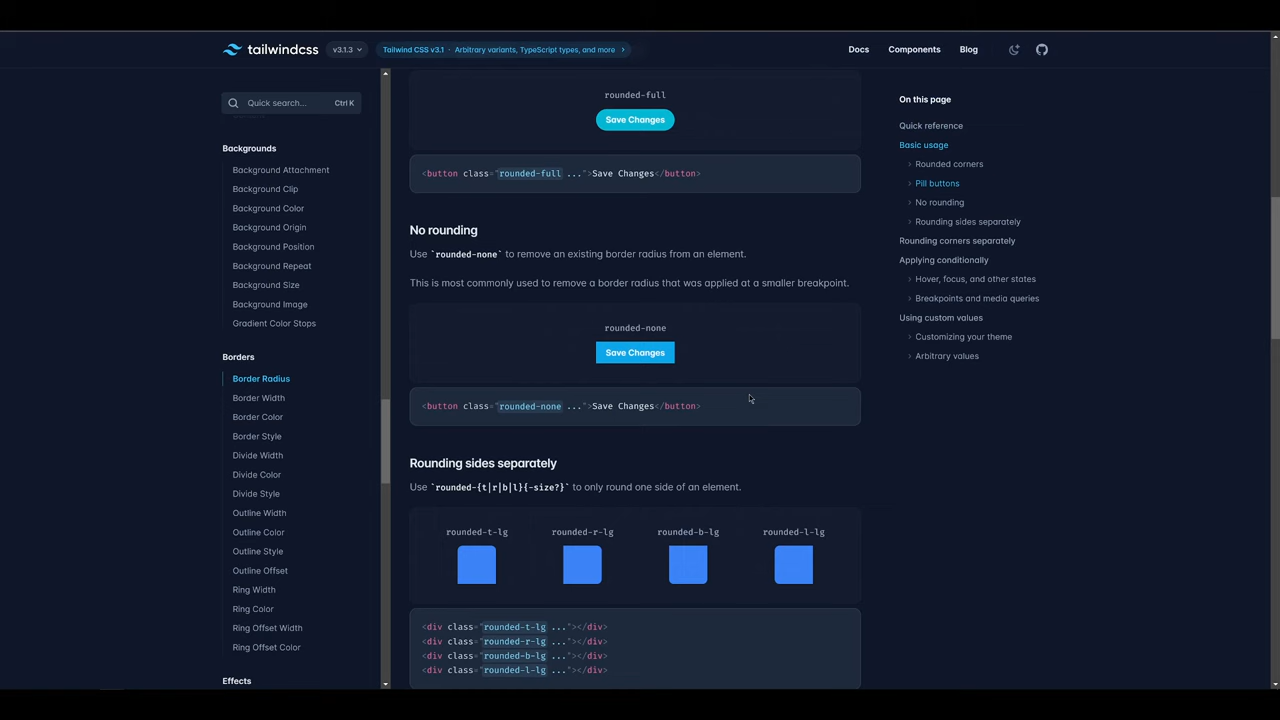 tailwindcss
v3.1.3
Tailwind CSS v3.1 · Arbitrary variants, TypeScript types, and more
Docs
Components
Blog
Quick search...
Ctrl K
Backgrounds
Background Attachment
Background Clip
Background Color
Background Origin
Background Position
Background Repeat
Background Size
Background Image
Gradient Color Stops
Borders
Border Radius
Border Width
Border Color
Border Style
Divide Width
Divide Color
Divide Style
Outline Width
Outline Color
Outline Style
Outline Offset
Ring Width
Ring Color
Ring Offset Width
Ring Offset Color
Effects
rounded-full
Save Changes
<button class="rounded-full ...">Save Changes</button>
No rounding
Use `rounded-none` to remove an existing border radius from an element.
This is most commonly used to remove a border radius that was applied at a smaller breakpoint.
rounded-none
Save Changes
<button class="rounded-none ...">Save Changes</button>
Rounding sides separately
Use `rounded-{t|r|b|l}{-size?}` to only round one side of an element.
rounded-t-lg rounded-r-lg rounded-b-lg rounded-l-lg
<div class="rounded-t-lg ..."></div>
<div class="rounded-r-lg ..."></div>
<div class="rounded-b-lg ..."></div>
<div class="rounded-l-lg ..."></div>
On this page
Quick reference
Basic usage
Rounded corners
Pill buttons
No rounding
Rounding sides separately
Rounding corners separately
Applying conditionally
Hover, focus, and other states
Breakpoints and media queries
Using custom values
Customizing your theme
Arbitrary values